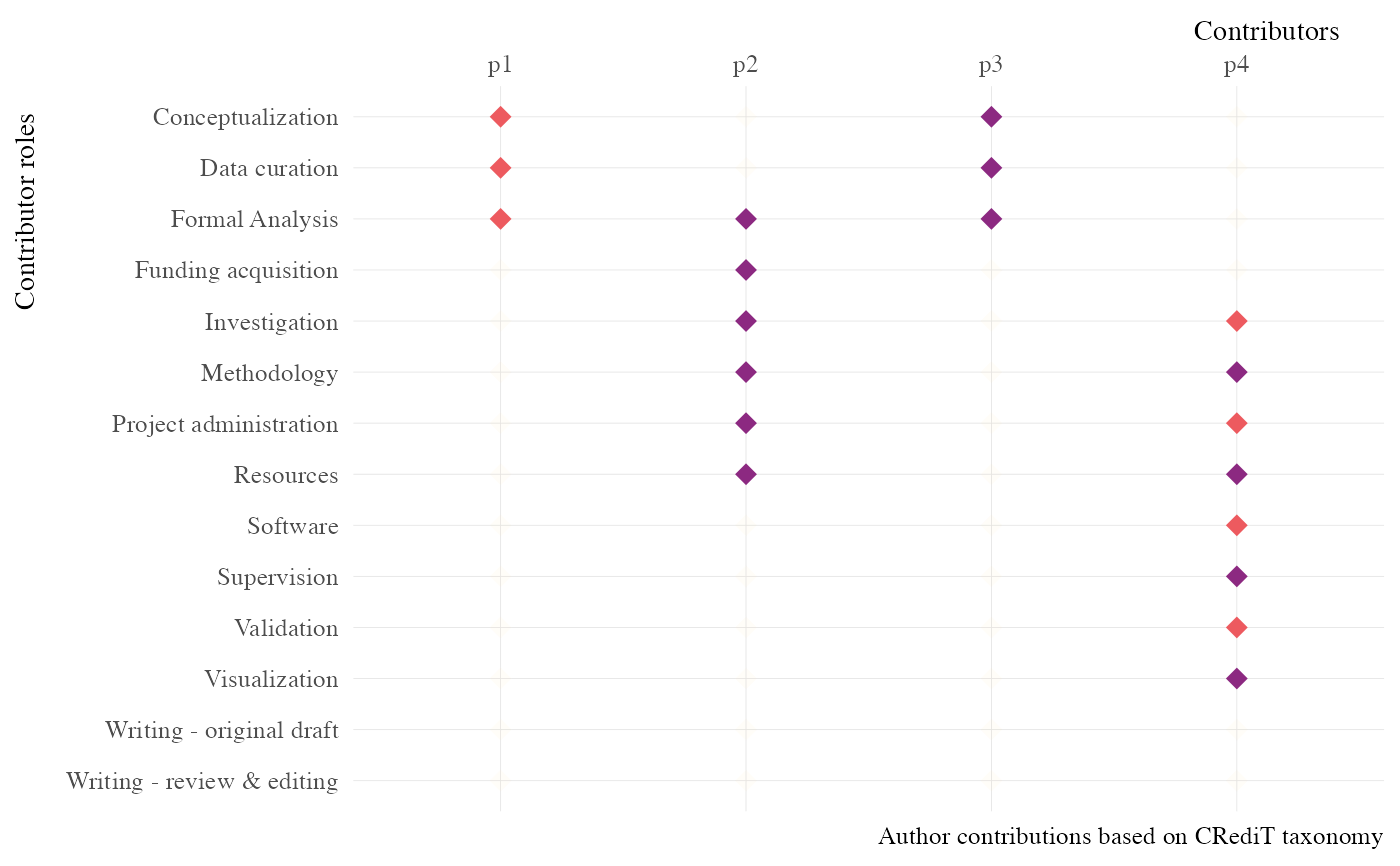 Contributors
p1 p2 p3 p4
Contributor roles
Conceptualization
Data curation
Formal Analysis
Funding acquisition
Investigation
Methodology
Project administration
Resources
Software
Supervision
Validation
Visualization
Writing - original draft
Writing - review & editing
Author contributions based on CRediT taxonomy